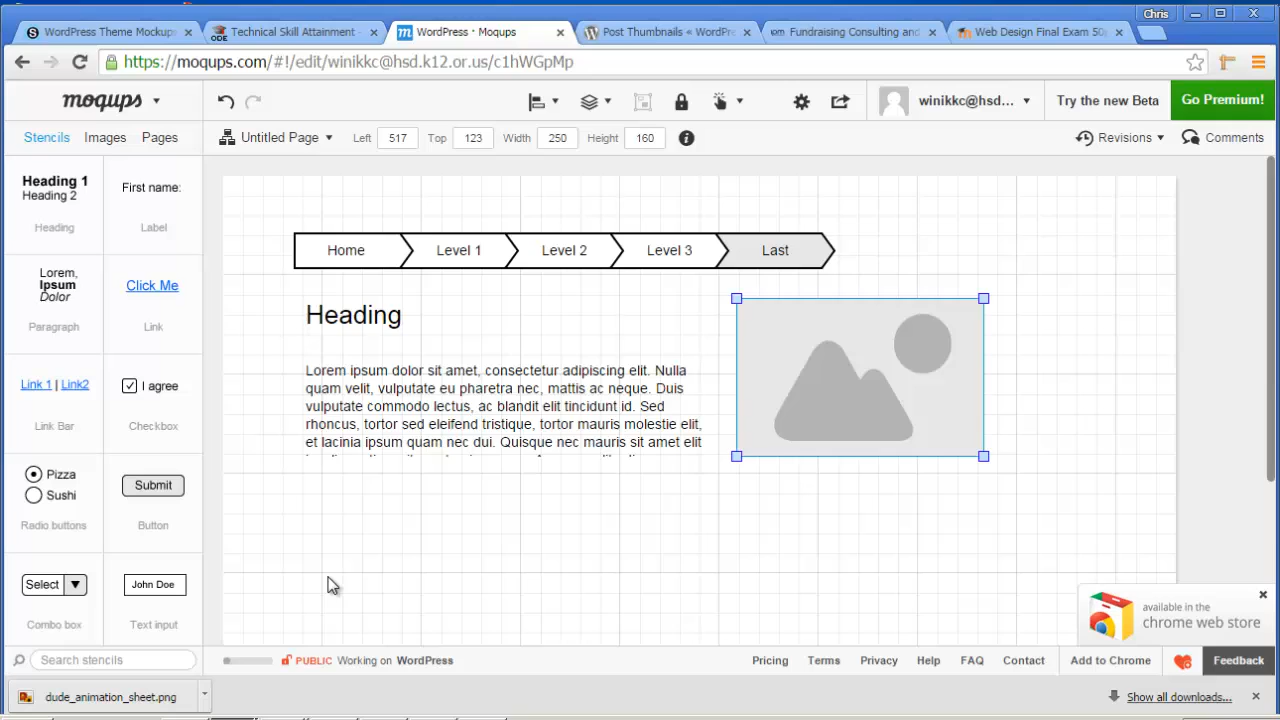 Chris
WordPress Theme Mockups
Technical Skill Attainment -
WordPress · Moqups
Post Thumbnails « WordPre
Fundraising Consulting and
Web Design Final Exam 50p
https://moqups.com/#!/edit/winikkc@hsd.k12.or.us/c1hWGpMp
moqups
winikkc@hsd...
Try the new Beta
Go Premium!
Stencils
Images
Pages
Untitled Page
Left
517
Top
123
Width
250
Height
160
Revisions
Comments
Heading 1
Heading 2
Heading
First name:
Label
Lorem,
Ipsum
Dolor
Paragraph
Click Me
Link
Link 1 | Link2
Link Bar
I agree
Checkbox
Pizza
Sushi
Radio buttons
Submit
Button
Select
Combo box
John Doe
Text input
Home
Level 1
Level 2
Level 3
Last
Heading
Lorem ipsum dolor sit amet, consectetur adipiscing elit. Nulla
quam velit, vulputate eu pharetra nec, mattis ac neque. Duis
vulputate commodo lectus, ac blandit elit tincidunt id. Sed
rhoncus, tortor sed eleifend tristique, tortor mauris molestie elit,
et lacinia ipsum quam nec dui. Quisque nec mauris sit amet elit
available in the
chrome web store
Search stencils
PUBLIC Working on WordPress
Pricing
Terms
Privacy
Help
FAQ
Contact
Add to Chrome
Feedback
dude_animation_sheet.png
Show all downloads...